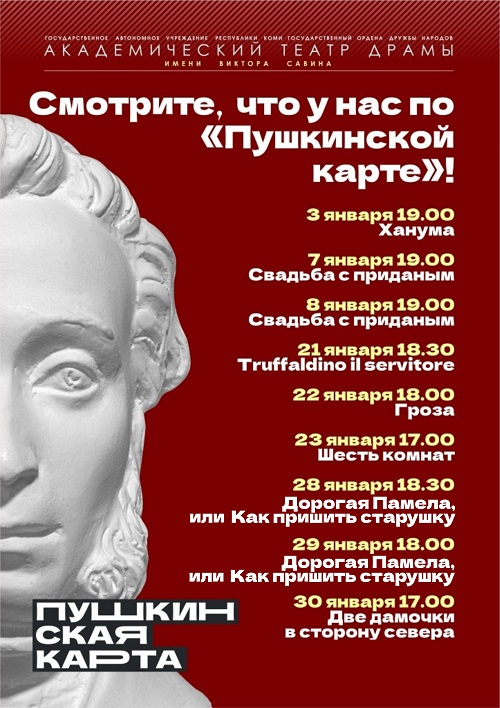 ГОСУДАРСТВЕННОЕ АВТОНОМНОЕ УЧРЕЖДЕНИЕ РЕСПУБЛИКИ КОМИ ГОСУДАРСТВЕННЫЙ ОРДЕНА ДРУЖБЫ НАРОДОВ
АКАДЕМИЧЕСКИЙ ТЕАТР ДРАМЫ
ИМЕНИ ВИКТОРА САВИНА
Смотрите, что у нас по
«Пушкинской
карте»!
3 января 19.00
Ханума
7 января 19.00
Свадьба с приданым
8 января 19.00
Свадьба с приданым
21 января 18.30
Truffaldino il servitore
22 января 18.00
Гроза
23 января 17.00
Шесть комнат
28 января 18.30
Дорогая Памела,
или Как пришить старушку
29 января 18.00
Дорогая Памела,
или Как пришить старушку
30 января 17.00
Две дамочки
в сторону севера
ПУШКИН
СКАЯ
КАРТА